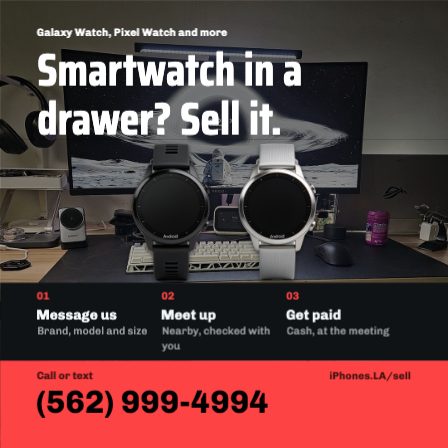 Galaxy Watch, Pixel Watch and more
Smartwatch in a
drawer? Sell it.
Android
Android
01
Message us
Brand, model and size
02
Meet up
Nearby, checked with
you
03
Get paid
Cash, at the meeting
Call or text
(562) 999-4994
iPhones.LA/sell